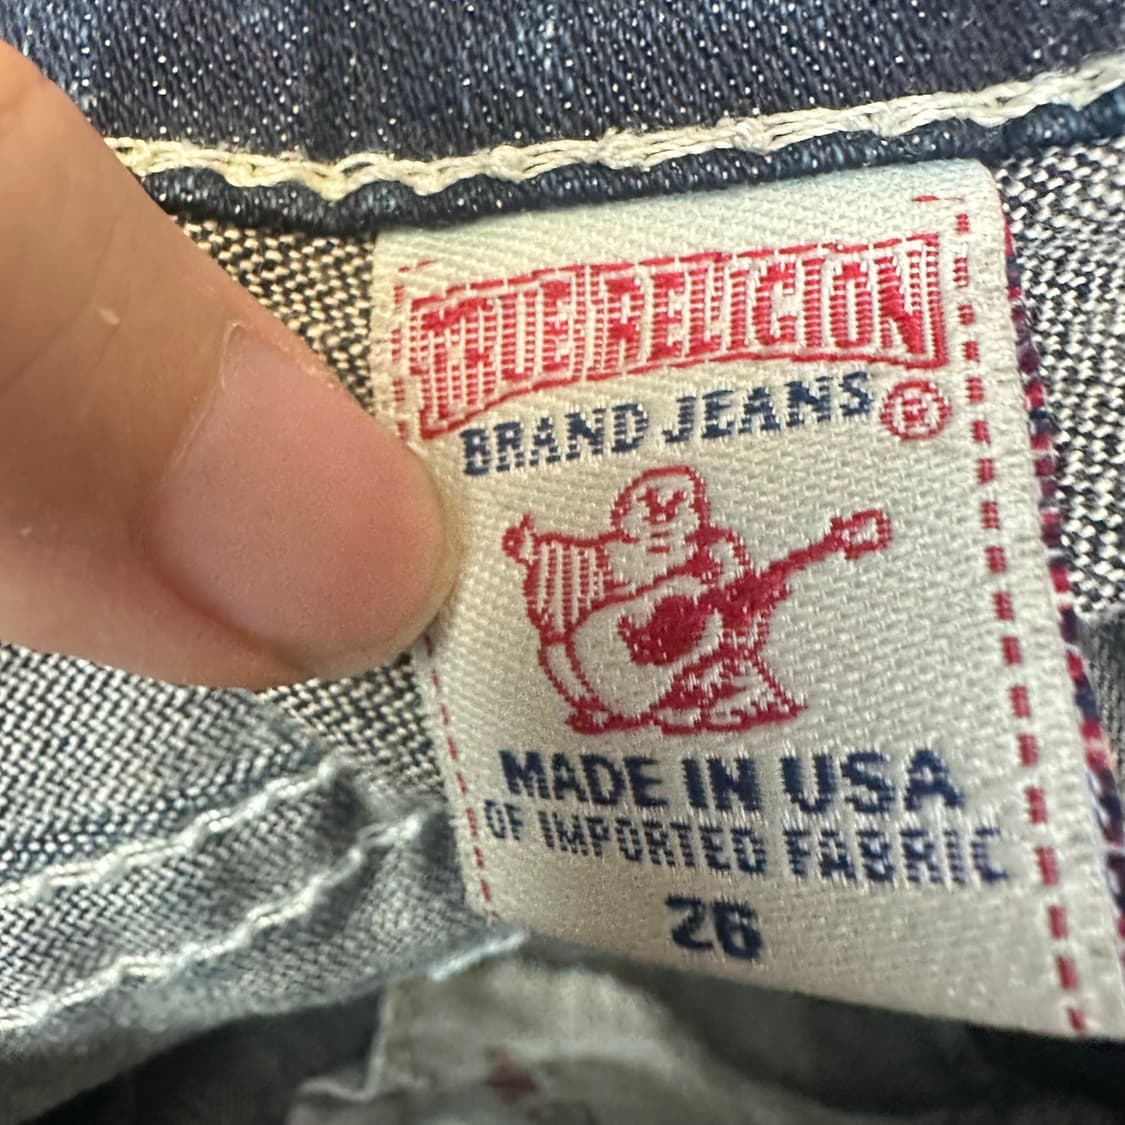 TRUE RELIGION
BRAND JEANS ®
MADE IN USA
OF IMPORTED FABRIC
26